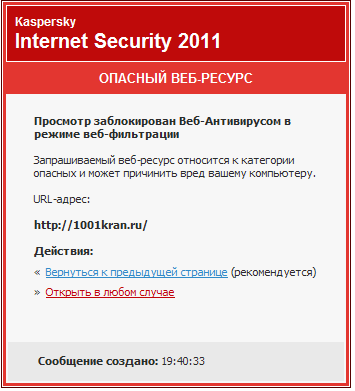 Kaspersky
Internet Security 2011
ОПАСНЫЙ ВЕБ-РЕСУРС
Просмотр заблокирован Веб-Антивирусом в
режиме веб-фильтрации
Запрашиваемый веб-ресурс относится к категории
опасных и может причинить вред вашему компьютеру.
URL-адрес:
http://1001kran.ru/
Действия:
« Вернуться к предыдущей странице (рекомендуется)
» Открыть в любом случае
Сообщение создано: 19:40:33